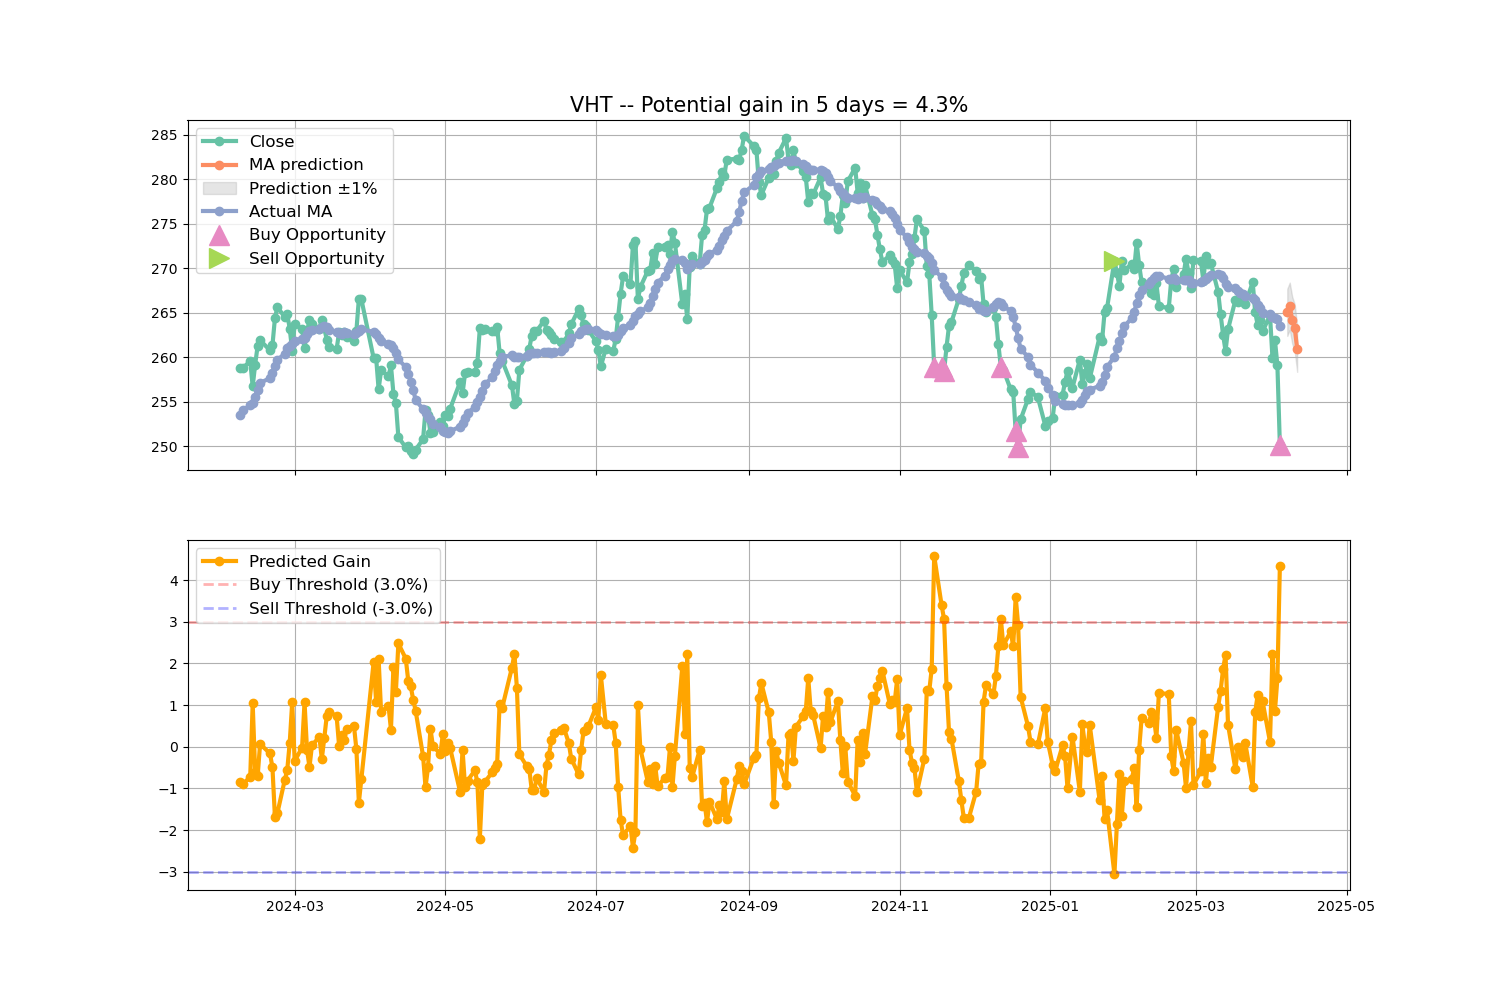 VHT -- Potential gain in 5 days = 4.3%
285
280
275
270
265
260
255
250
Close
MA prediction
Prediction ±1%
Actual MA
Buy Opportunity
Sell Opportunity
4
3
2
1
0
−1
−2
−3
Predicted Gain
Buy Threshold (3.0%)
Sell Threshold (-3.0%)
2024-03
2024-05
2024-07
2024-09
2024-11
2025-01
2025-03
2025-05